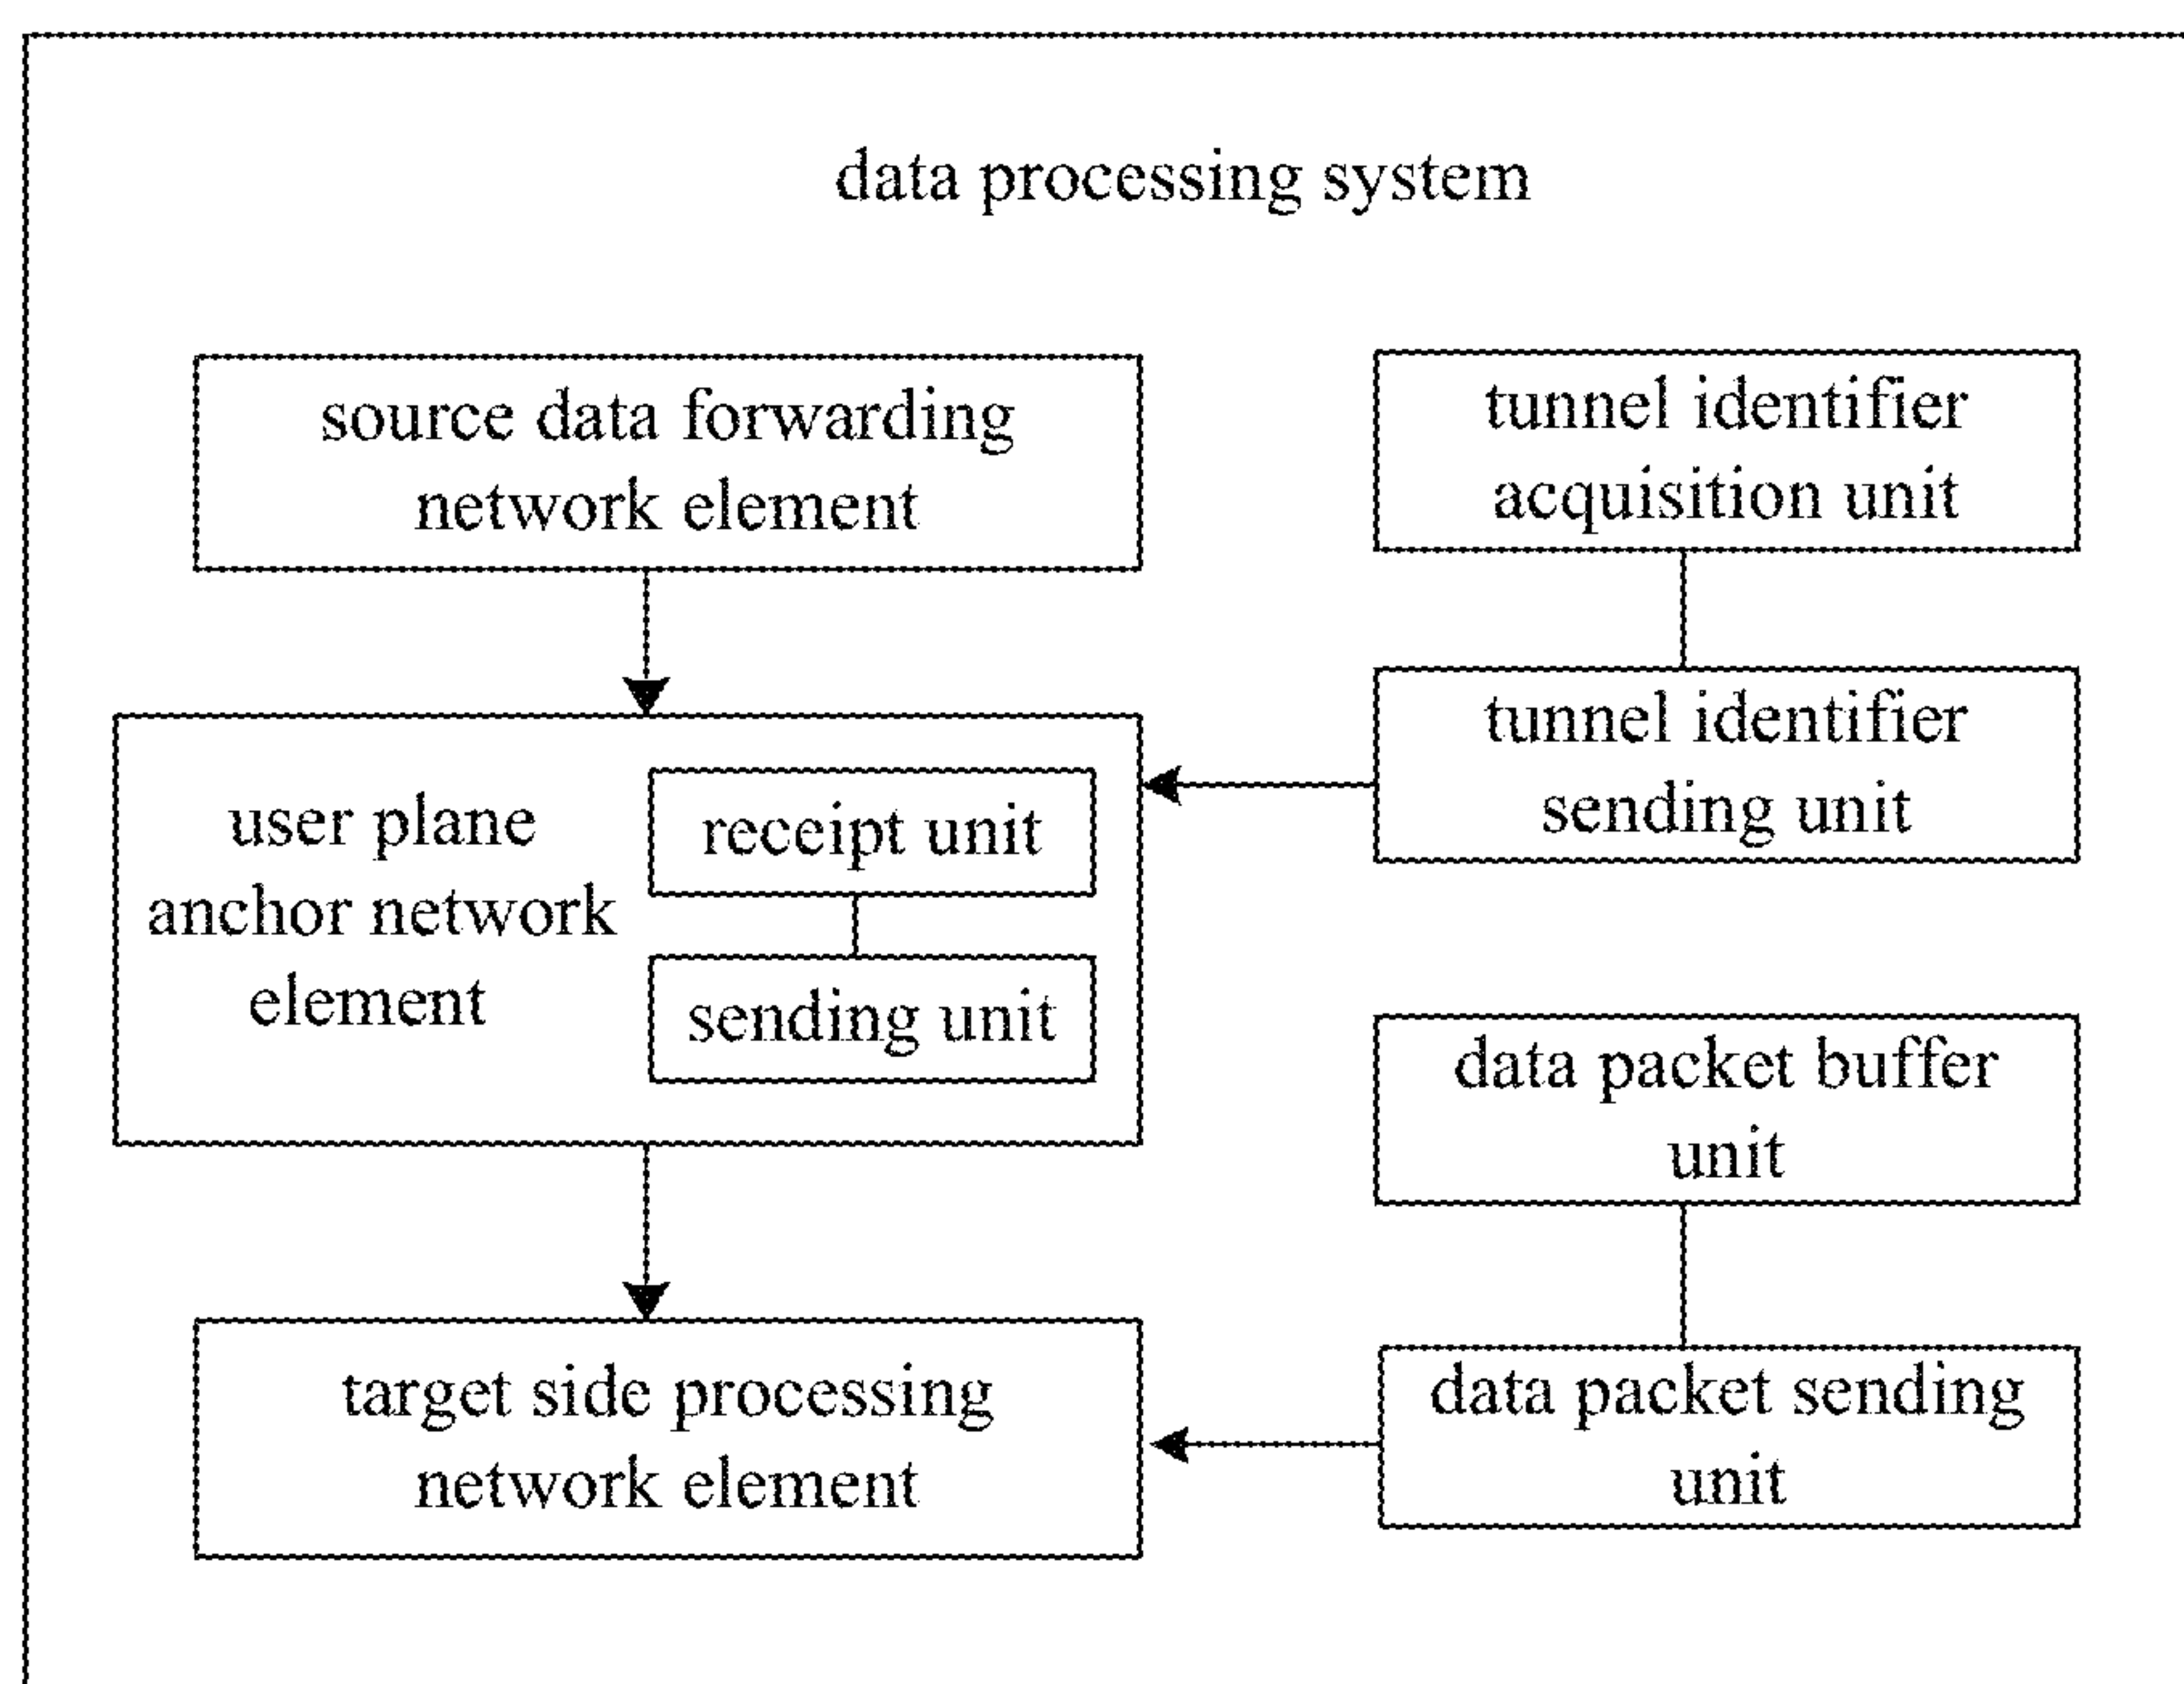 data processing system
source data forwarding
network element
tunnel identifier
acquisition unit
tunnel identifier
sending unit
user plane
anchor network
element
receipt unit
sending unit
data packet buffer
unit
target side processing
network element
data packet sending
unit